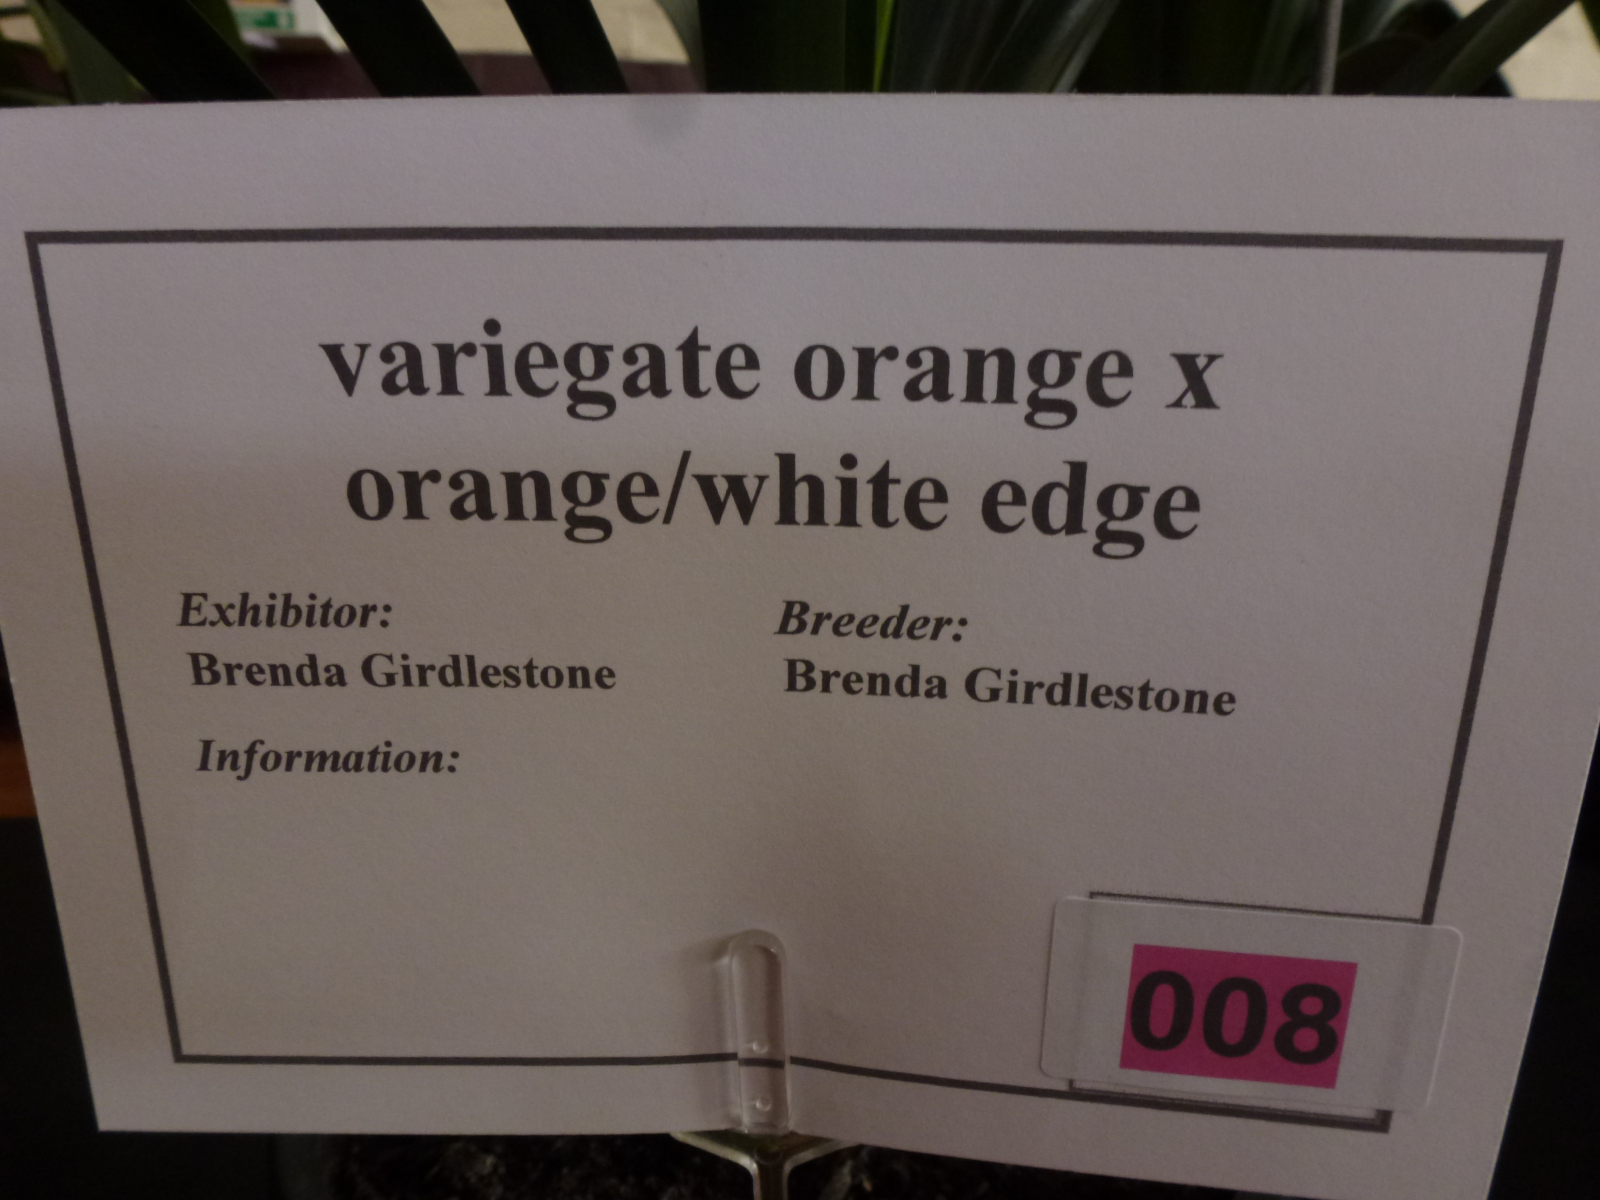 variegate orange x
orange/white edge
Exhibitor:
Brenda Girdlestone
Breeder:
Brenda Girdlestone
Information:
008